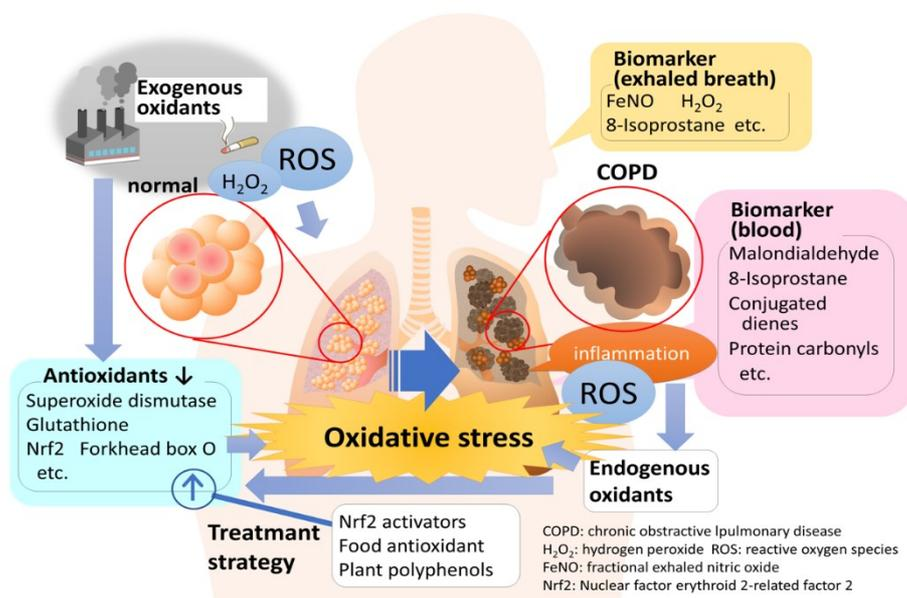 Exogenous
oxidants
ROS
H₂O₂
normal
Biomarker
(exhaled breath)
FeNO H₂O₂
8-Isoprostane etc.
COPD
Biomarker
(blood)
Malondialdehyde
8-Isoprostane
Conjugated
dienes
Protein carbonyls
etc.
inflammation
ROS
Antioxidants ↓
Superoxide dismutase
Glutathione
Nrf2 Forkhead box O
etc.
Oxidative stress
Endogenous
oxidants
Treatmant
strategy
Nrf2 activators
Food antioxidant
Plant polyphenols
COPD: chronic obstractive lpulmonary disease
H₂O₂: hydrogen peroxide ROS: reactive oxygen species
FeNO: fractional exhaled nitric oxide
Nrf2: Nuclear factor erythroid 2-related factor 2